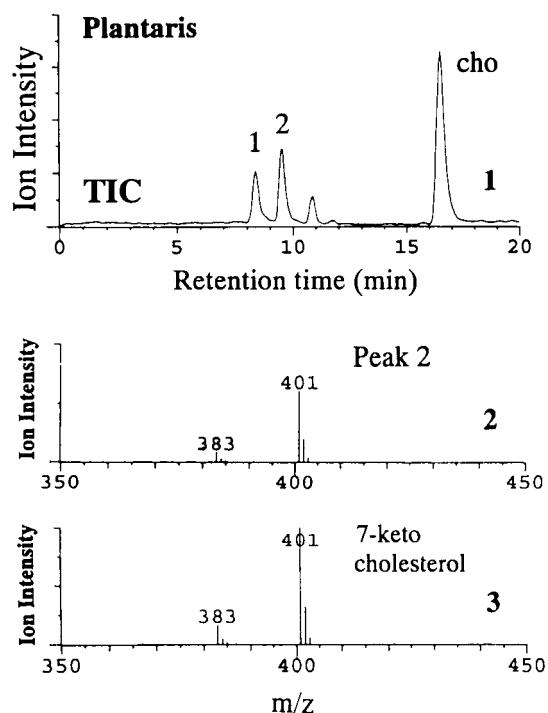 Plantaris
cho
1 2
TIC
1
Ion Intensity
0 5 10 15 20
Retention time (min)
Peak 2
401
383
2
Ion Intensity
350 400 450
7-keto
cholesterol
401
383
3
Ion Intensity
350 400 450
m/z